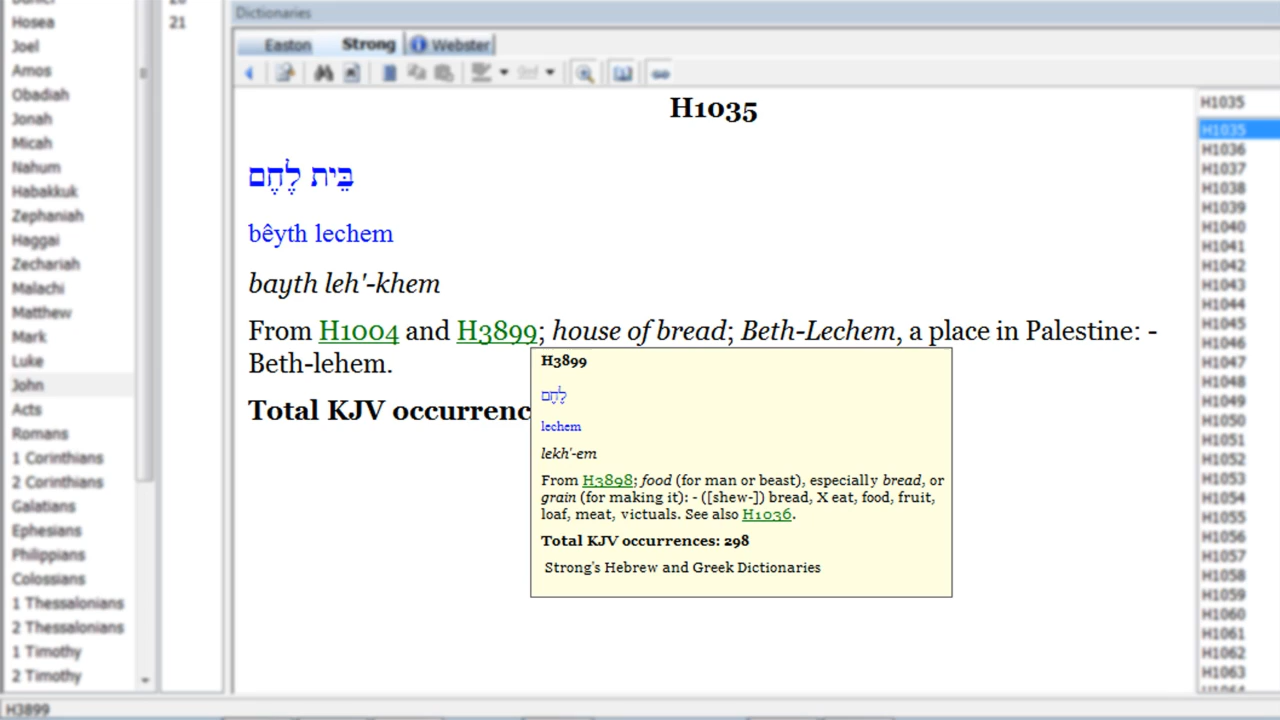 Dictionaries
Easton Strong Webster
Daniel
Hosea
Joel
Amos
Obadiah
Jonah
Micah
Nahum
Habakkuk
Zephaniah
Haggai
Zechariah
Malachi
Matthew
Mark
Luke
John
Acts
Romans
1 Corinthians
2 Corinthians
Galatians
Ephesians
Philippians
Colossians
1 Thessalonians
2 Thessalonians
1 Timothy
2 Timothy
20
21
H1035
בֵּית לֶחֶם
bêyth lechem
bayth leh'-khem
From H1004 and H3899; house of bread; Beth-Lechem, a place in Palestine: -
Beth-lehem.
Total KJV occurrenc
H3899
לֶחֶם
lechem
lekh'-em
From H3898; food (for man or beast), especially bread, or
grain (for making it): - ([shew-]) bread, X eat, food, fruit,
loaf, meat, victuals. See also H1036.
Total KJV occurrences: 298
Strong's Hebrew and Greek Dictionaries
H1035
H1035
H1036
H1037
H1038
H1039
H1040
H1041
H1042
H1043
H1044
H1045
H1046
H1047
H1048
H1049
H1050
H1051
H1052
H1053
H1054
H1055
H1056
H1057
H1058
H1059
H1060
H1061
H1062
H1063
H1064
H3899